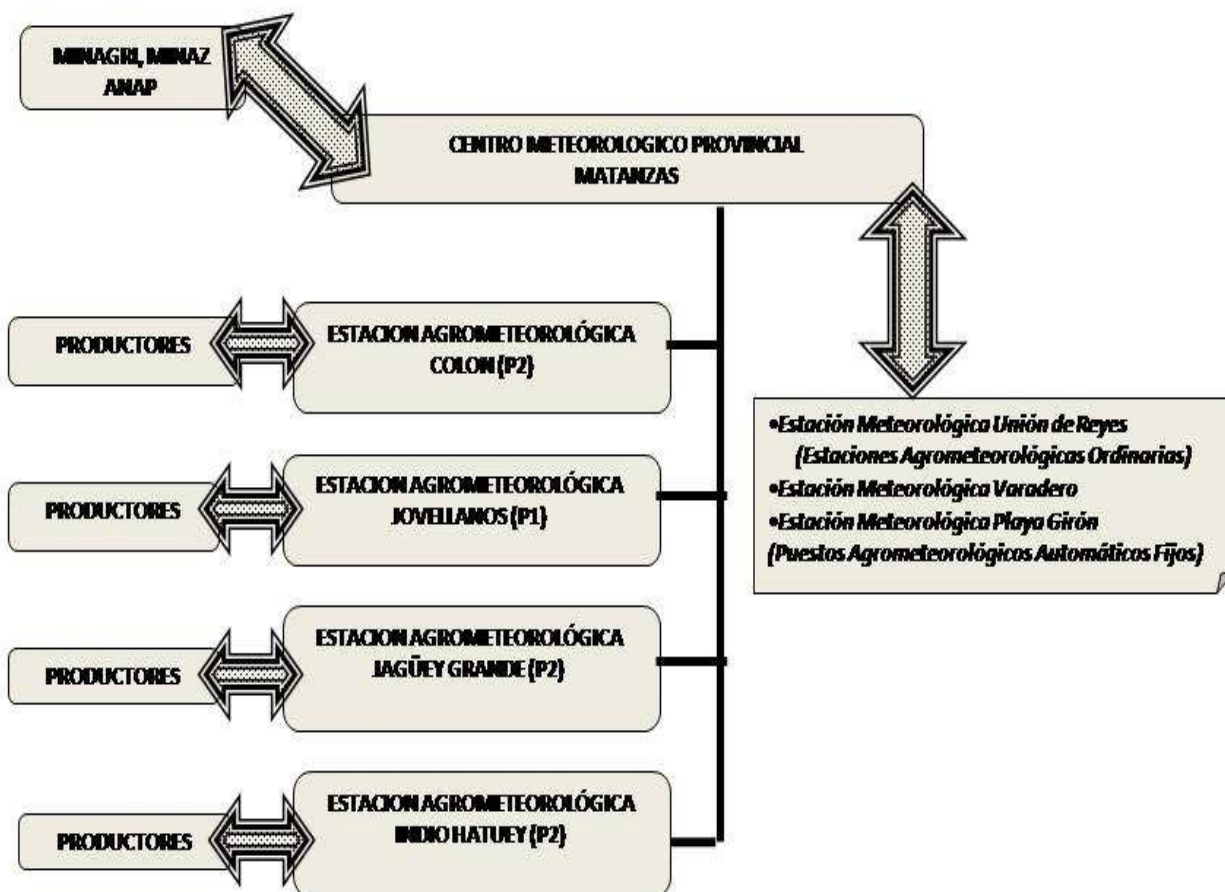 MINAGRI, MINAZ
ANAP
CENTRO METEOROLOGICO PROVINCIAL
MATANZAS
PRODUCTORES
ESTACION AGROMETEOROLÓGICA
COLON (P2)
•Estación Meteorológica Unión de Reyes
(Estaciones Agrometeorológicas Ordinarias)
•Estación Meteorológica Varadero
•Estación Meteorológica Playa Girón
(Puestos Agrometeorológicos Automáticos Fijos)
PRODUCTORES
ESTACION AGROMETEOROLÓGICA
JOVELLANOS (P1)
PRODUCTORES
ESTACION AGROMETEOROLÓGICA
JAGÜEY GRANDE (P2)
PRODUCTORES
ESTACION AGROMETEOROLÓGICA
INDIO HATUEY (P2)